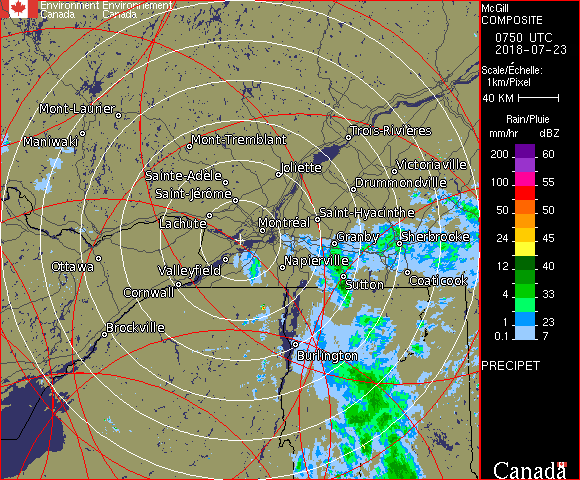 Environment Environnement
Canada Canada
McGill
COMPOSITE
0750 UTC
2018-07-23
Scale/Échelle:
1km/Pixel
40 KM
Rain/Pluie
mm/hr dBZ
200 60
150 55
100 55
50 50
24 45
12 40
4 33
1 23
0.1 7
PRECIPET
Canada
Mont-Laurier
Maniwaki
Mont-Tremblant
Trois-Rivières
Sainte-Adèle
Joliette
Victoriaville
Saint-Jérôme
Drummondville
Lachute
Montréal
Saint-Hyacinthe
Granby
Sherbrooke
Ottawa
Valleyfield
Napierville
Cornwall
Sutton
Coaticook
Brockville
Burlington